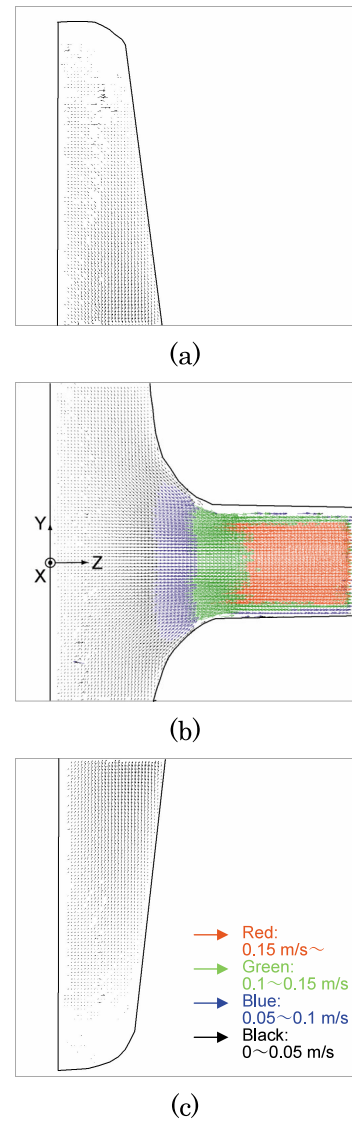 (a)
Y
X
Z
(b)
Red:
0.15 m/s～
Green:
0.1～0.15 m/s
Blue:
0.05～0.1 m/s
Black:
0～0.05 m/s
(c)